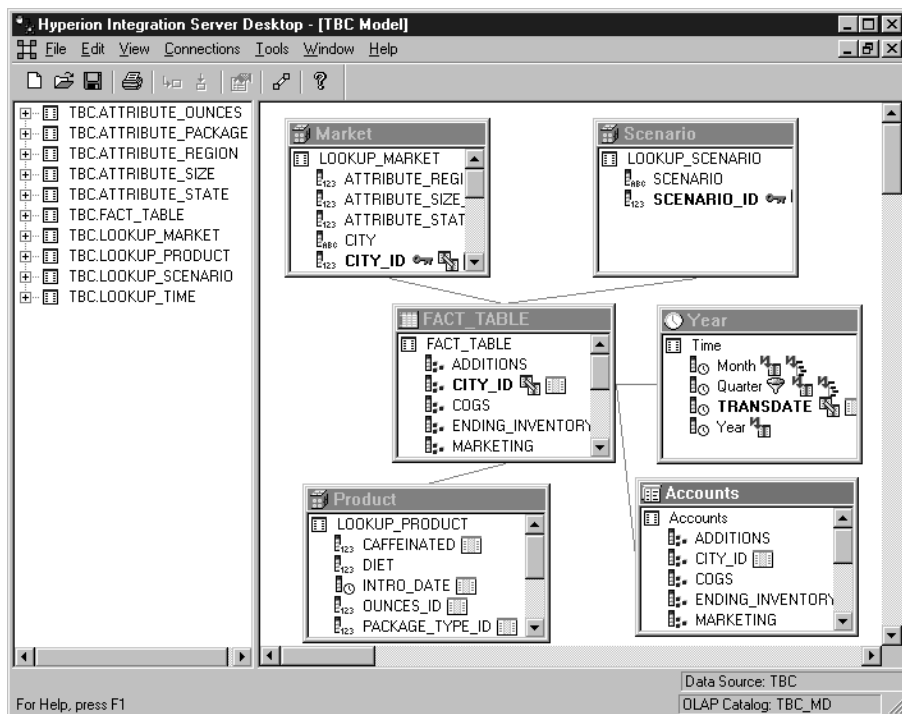 Hyperion Integration Server Desktop - [TBC Model]
File Edit View Connections Tools Window Help
TBC.ATTRIBUTE_OUNCES
TBC.ATTRIBUTE_PACKAGE
TBC.ATTRIBUTE_REGION
TBC.ATTRIBUTE_SIZE
TBC.ATTRIBUTE_STATE
TBC.FACT_TABLE
TBC.LOOKUP_MARKET
TBC.LOOKUP_PRODUCT
TBC.LOOKUP_SCENARIO
TBC.LOOKUP_TIME
Market
LOOKUP_MARKET
ATTRIBUTE_REGI
ATTRIBUTE_SIZE_
ATTRIBUTE_STAT
CITY
CITY_ID
Scenario
LOOKUP_SCENARIO
SCENARIO
SCENARIO_ID
FACT_TABLE
FACT_TABLE
ADDITIONS
CITY_ID
COGS
ENDING_INVENTORY
MARKETING
Year
Time
Month
Quarter
TRANSDATE
Year
Product
LOOKUP_PRODUCT
CAFFEINATED
DIET
INTRO_DATE
OUNCES_ID
PACKAGE_TYPE_ID
Accounts
Accounts
ADDITIONS
CITY_ID
COGS
ENDING_INVENTORY
MARKETING
Data Source: TBC
For Help, press F1
OLAP Catalog: TBC_MD